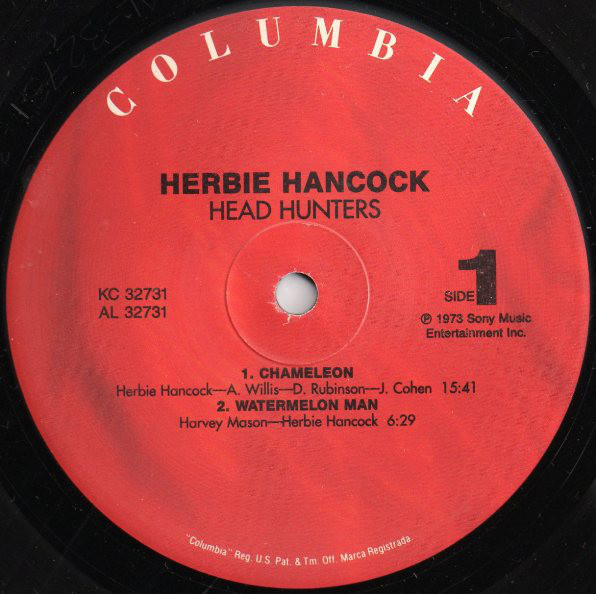 COLUMBIA
HERBIE HANCOCK
HEAD HUNTERS
KC 32731
AL 32731
SIDE 1
℗ 1973 Sony Music
Entertainment Inc.
1. CHAMELEON
Herbie Hancock—A. Willis—D. Rubinson—J. Cohen 15:41
2. WATERMELON MAN
Harvey Mason—Herbie Hancock 6:29
"Columbia" Reg. U.S. Pat. & Tm. Off. Marca Registrada.